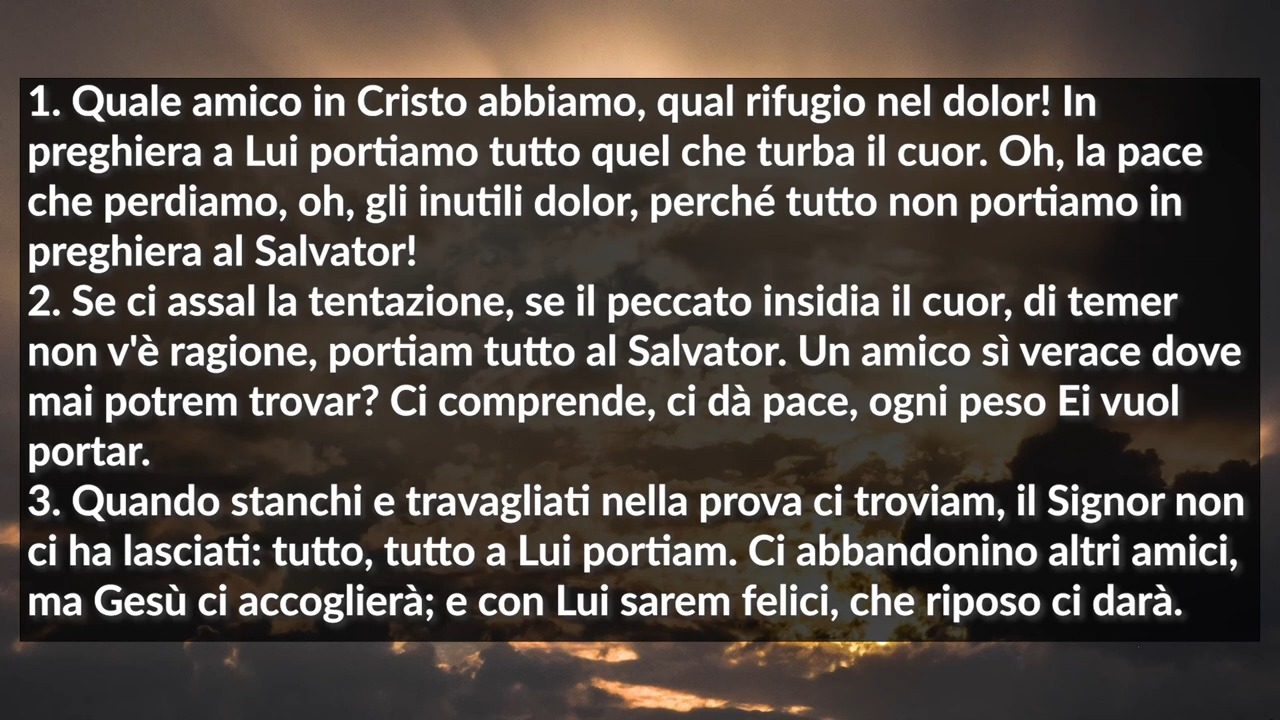 1. Quale amico in Cristo abbiamo, qual rifugio nel dolor! In
preghiera a Lui portiamo tutto quel che turba il cuor. Oh, la pace
che perdiamo, oh, gli inutili dolor, perché tutto non portiamo in
preghiera al Salvator!
2. Se ci assal la tentazione, se il peccato insidia il cuor, di temer
non v'è ragione, portiam tutto al Salvator. Un amico sì verace dove
mai potrem trovar? Ci comprende, ci dà pace, ogni peso Ei vuol
portar.
3. Quando stanchi e travagliati nella prova ci troviam, il Signor non
ci ha lasciati: tutto, tutto a Lui portiam. Ci abbandonino altri amici,
ma Gesù ci accoglierà; e con Lui sarem felici, che riposo ci darà.